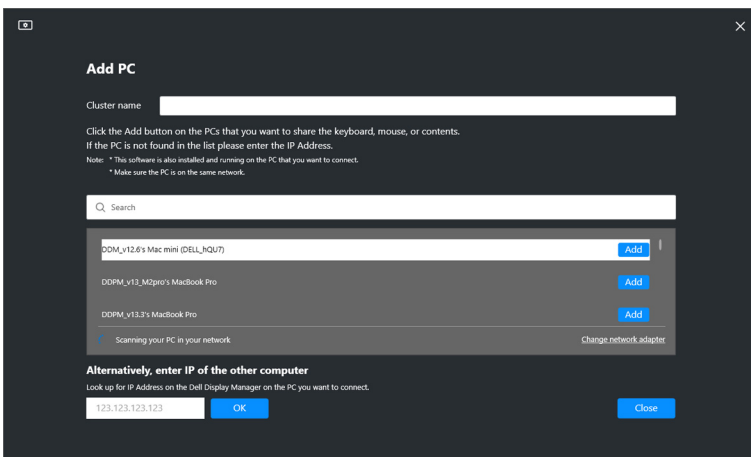 Add PC
Cluster name
Click the Add button on the PCs that you want to share the keyboard, mouse, or contents.
If the PC is not found in the list please enter the IP Address.
Note: * This software is also installed and running on the PC that you want to connect.
* Make sure the PC is on the same network.
Search
DDM_v12.6's Mac mini (DELL_hQU7) Add
DDPM_v13_M2pro's MacBook Pro Add
DDPM_v13.3's MacBook Pro Add
Scanning your PC in your network Change network adapter
Alternatively, enter IP of the other computer
Look up for IP Address on the Dell Display Manager on the PC you want to connect.
123.123.123.123 OK Close